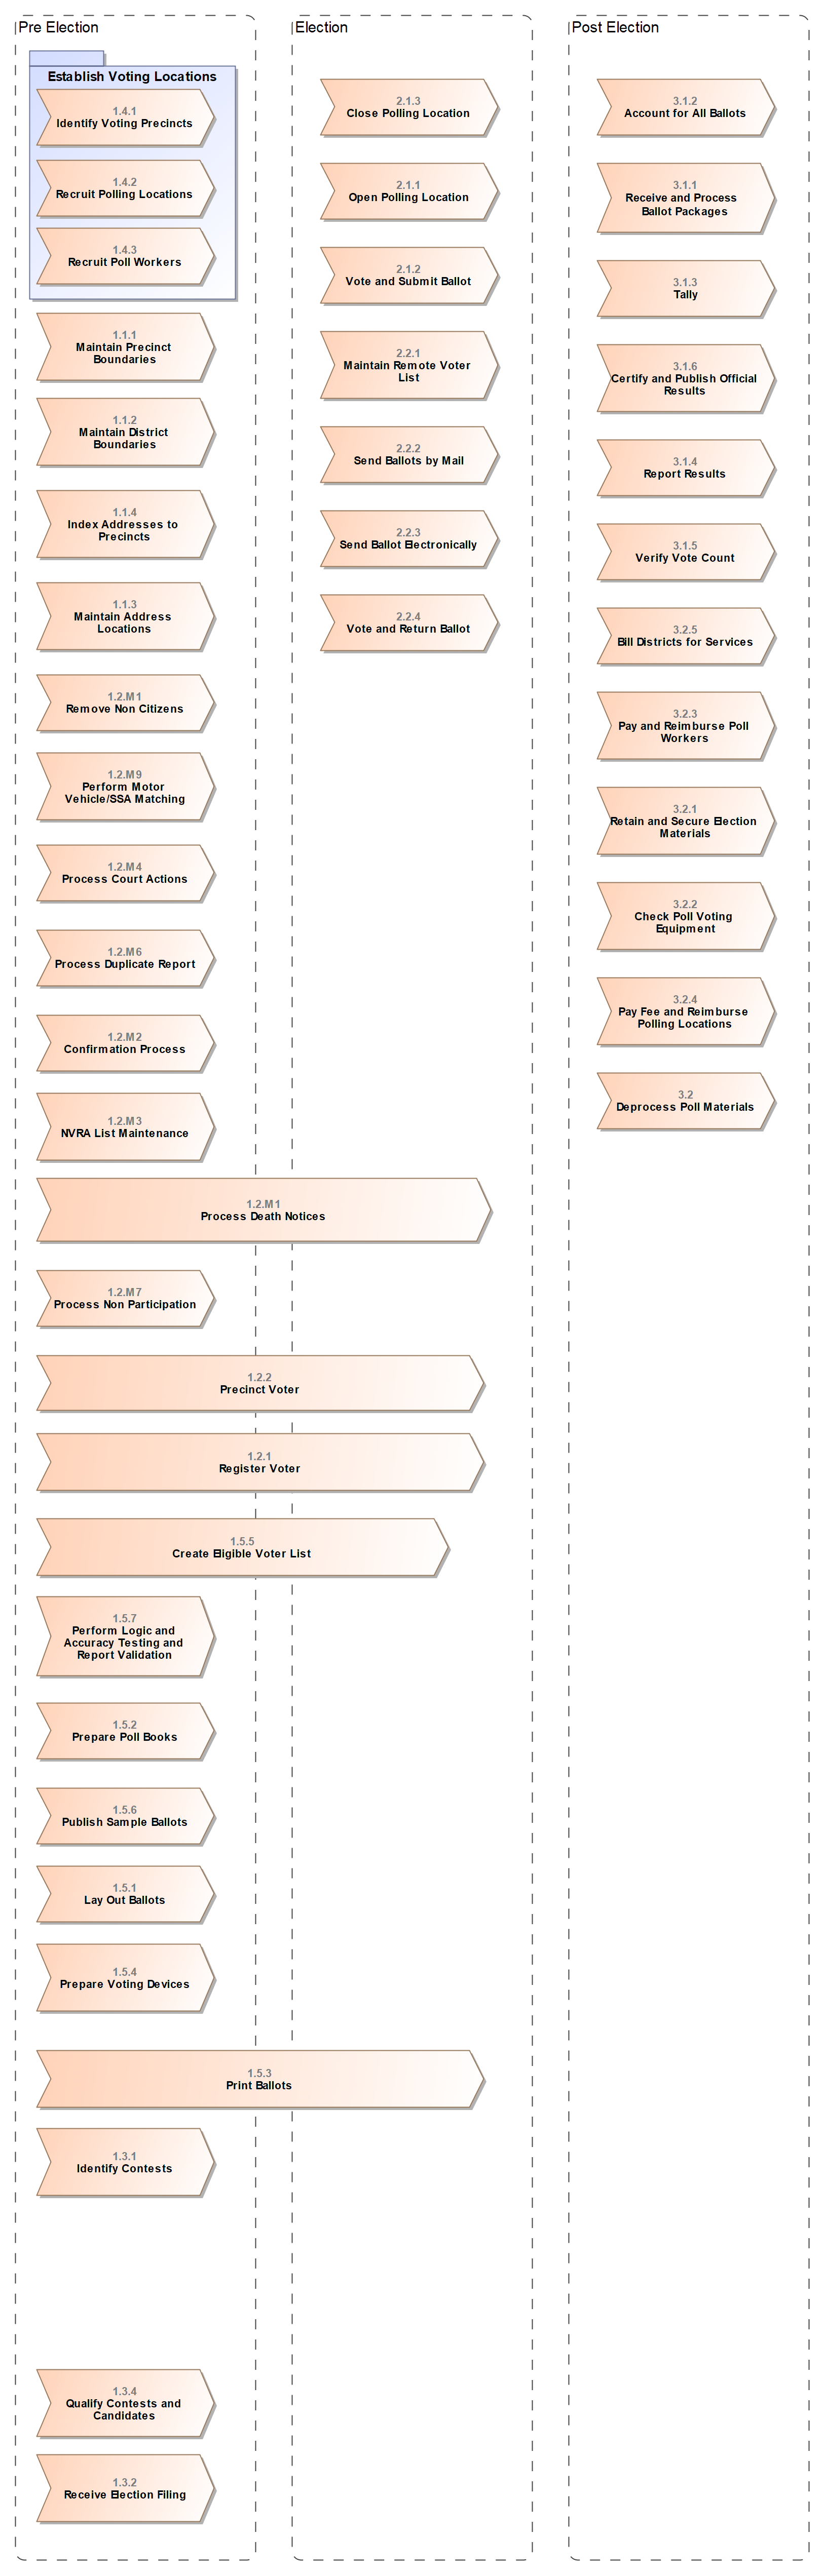 Pre Election
Establish Voting Locations
1.4.1
Identify Voting Precincts
1.4.2
Recruit Polling Locations
1.4.3
Recruit Poll Workers
1.1.1
Maintain Precinct
Boundaries
1.1.2
Maintain District
Boundaries
1.1.4
Index Addresses to
Precincts
1.1.3
Maintain Address
Locations
1.2.M1
Remove Non Citizens
1.2.M9
Perform Motor
Vehicle/SSA Matching
1.2.M4
Process Court Actions
1.2.M6
Process Duplicate Report
1.2.M2
Confirmation Process
1.2.M3
NVRA List Maintenance
1.2.M1
Process Death Notices
1.2.M7
Process Non Participation
1.2.2
Precinct Voter
1.2.1
Register Voter
1.5.5
Create Eligible Voter List
1.5.7
Perform Logic and
Accuracy Testing and
Report Validation
1.5.2
Prepare Poll Books
1.5.6
Publish Sample Ballots
1.5.1
Lay Out Ballots
1.5.4
Prepare Voting Devices
1.5.3
Print Ballots
1.3.1
Identify Contests
1.3.4
Qualify Contests and
Candidates
1.3.2
Receive Election Filing
Election
2.1.3
Close Polling Location
2.1.1
Open Polling Location
2.1.2
Vote and Submit Ballot
2.2.1
Maintain Remote Voter
List
2.2.2
Send Ballots by Mail
2.2.3
Send Ballot Electronically
2.2.4
Vote and Return Ballot
Post Election
3.1.2
Account for All Ballots
3.1.1
Receive and Process
Ballot Packages
3.1.3
Tally
3.1.6
Certify and Publish Official
Results
3.1.4
Report Results
3.1.5
Verify Vote Count
3.2.5
Bill Districts for Services
3.2.3
Pay and Reimburse Poll
Workers
3.2.1
Retain and Secure Election
Materials
3.2.2
Check Poll Voting
Equipment
3.2.4
Pay Fee and Reimburse
Polling Locations
3.2
Deprocess Poll Materials